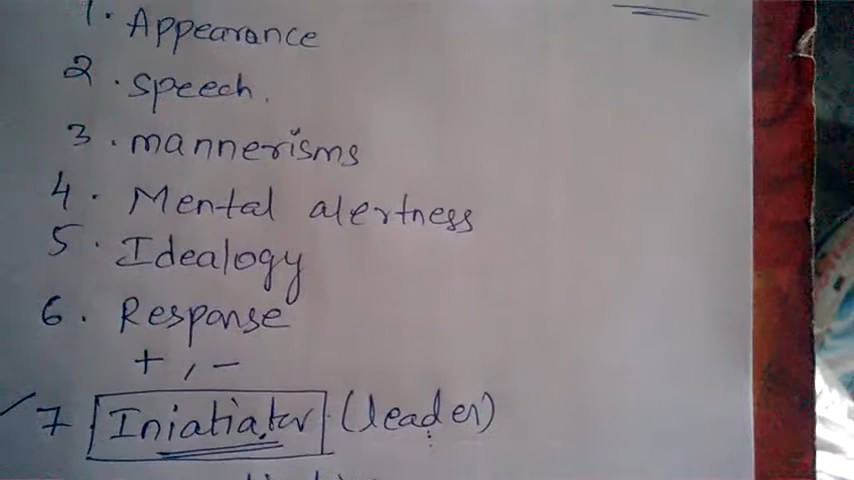 1. Appearance
2. speech.
3. mannerisms
4. Mental alertness
5. Idealogy
6. Response
+, -
7 Iniatiator (leader)